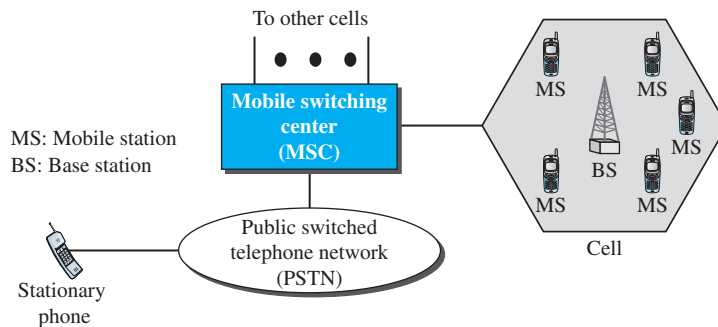 To other cells
Mobile switching
center
(MSC)
MS: Mobile station
BS: Base station
MS
MS
MS
BS
MS
MS
Cell
Public switched
telephone network
(PSTN)
Stationary
phone